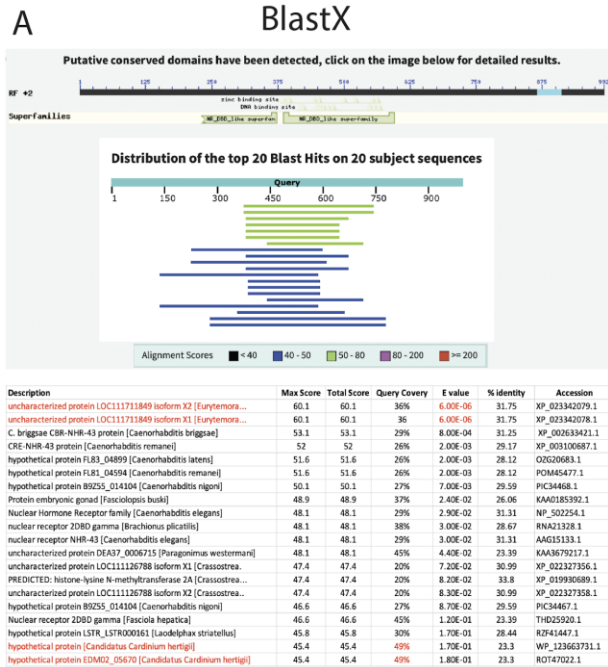 A
BlastX
Putative conserved domains have been detected, click on the image below for detailed results.
1 125 250 375 500 625 750 875 992
RF +2
zinc binding site
DNA binding site
Superfamilies
NR_DBD_like superfam NR_DBD_like superfamily
Distribution of the top 20 Blast Hits on 20 subject sequences
Query
1 150 300 450 600 750 900
Alignment Scores < 40 40 - 50 50 - 80 80 - 200 >= 200
Description Max Score Total Score Query Covery E value % identity Accession
uncharacterized protein LOC111711849 isoform X2 [Eurytemora... 60.1 60.1 36% 6.00E-06 31.75 XP_023342079.1
uncharacterized protein LOC111711849 isoform X1 [Eurytemora... 60.1 60.1 36 6.00E-06 31.75 XP_023342078.1
C. briggsae CBR-NHR-43 protein [Caenorhabditis briggsae] 53.1 53.1 29% 8.00E-04 31.25 XP_002633421.1
CRE-NHR-43 protein [Caenorhabditis remanei] 52 52 26% 2.00E-03 29.17 XP_003100687.1
hypothetical protein FL83_04899 [Caenorhabditis latens] 51.6 51.6 26% 2.00E-03 28.12 OZG20683.1
hypothetical protein FL81_04594 [Caenorhabditis remanei] 51.6 51.6 26% 2.00E-03 28.12 POM45477.1
hypothetical protein B9Z55_014104 [Caenorhabditis nigoni] 50.1 50.1 27% 7.00E-03 29.59 PIC34468.1
Protein embryonic gonad [Fasciolopsis buski] 48.9 48.9 37% 2.40E-02 26.06 KAA0185392.1
Nuclear Hormone Receptor family [Caenorhabditis elegans] 48.1 48.1 29% 2.90E-02 31.31 NP_502254.1
nuclear receptor 2DBD gamma [Brachionus plicatilis] 48.1 48.1 38% 3.00E-02 28.67 RNA21328.1
nuclear receptor NHR-43 [Caenorhabditis elegans] 48.1 48.1 29% 3.00E-02 31.31 AAG15133.1
uncharacterized protein DEA37_0006715 [Paragonimus westermani] 48.1 48.1 45% 4.40E-02 23.39 KAA3679217.1
uncharacterized protein LOC111126788 isoform X1 [Crassostrea.. 47.4 47.4 20% 7.20E-02 30.99 XP_022327356.1
PREDICTED: histone-lysine N-methyltransferase 2A [Crassostrea... 47.4 47.4 20% 8.20E-02 33.8 XP_019930689.1
uncharacterized protein LOC111126788 isoform X2 [Crassostrea.. 47.4 47.4 20% 8.30E-02 30.99 XP_022327358.1
hypothetical protein B9Z55_014104 [Caenorhabditis nigoni] 46.6 46.6 27% 8.70E-02 29.59 PIC34467.1
Nuclear receptor 2DBD gamma [Fasciola hepatica] 46.6 46.6 45% 1.20E-01 23.39 THD25920.1
hypothetical protein LSTR_LSTR000161 [Laodelphax striatellus] 45.8 45.8 30% 1.70E-01 28.44 RZF41447.1
hypothetical protein [Candidatus Cardinium hertigii] 45.4 45.4 49% 1.80E-01 23.3 WP_123663731.1
hypothetical protein EDM02_05670 [Candidatus Cardinium hertigii] 45.4 45.4 49% 1.80E-01 23.3 ROT47022.1